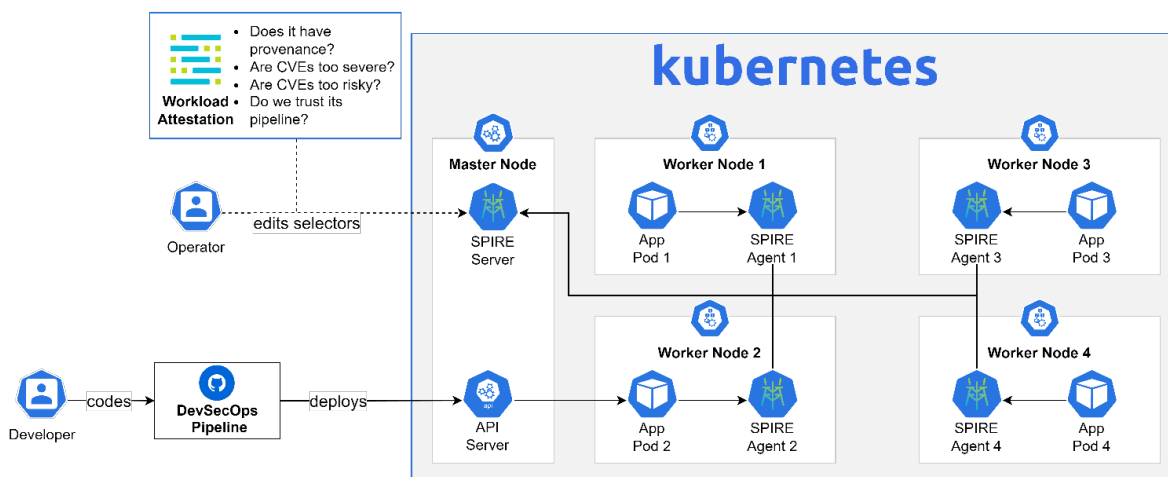 • Does it have
provenance?
• Are CVEs too severe?
• Are CVEs too risky?
• Do we trust its
pipeline?
Workload
Attestation
kubernetes
Master Node
Worker Node 1
Worker Node 3
Operator
edits selectors
SPIRE
Server
App
Pod 1
SPIRE
Agent 1
SPIRE
Agent 3
App
Pod 3
Worker Node 2
Worker Node 4
Developer
codes
DevSecOps
Pipeline
deploys
api
API
Server
App
Pod 2
SPIRE
Agent 2
SPIRE
Agent 4
App
Pod 4